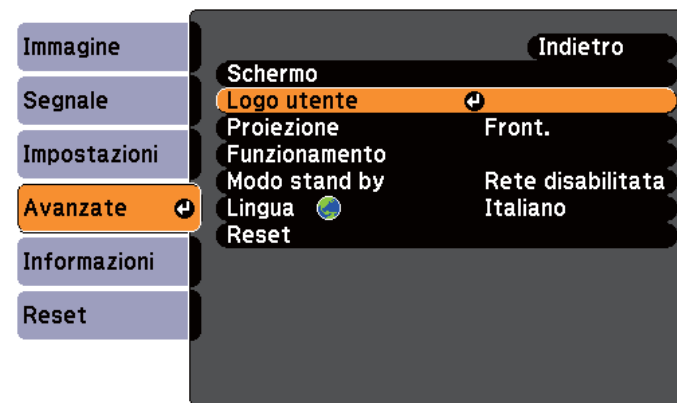 Immagine
Segnale
Impostazioni
Avanzate
Informazioni
Reset
Indietro
Schermo
Logo utente
Proiezione Front.
Funzionamento
Modo stand by Rete disabilitata
Lingua Italiano
Reset